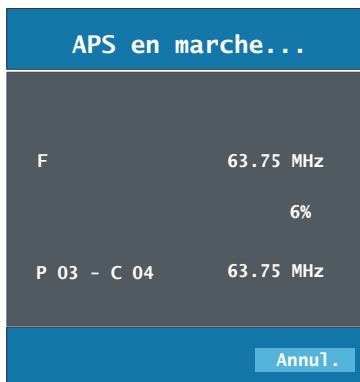 APS en marche...
F 63.75 MHz
6%
P 03 - C 04 63.75 MHz
Annul.